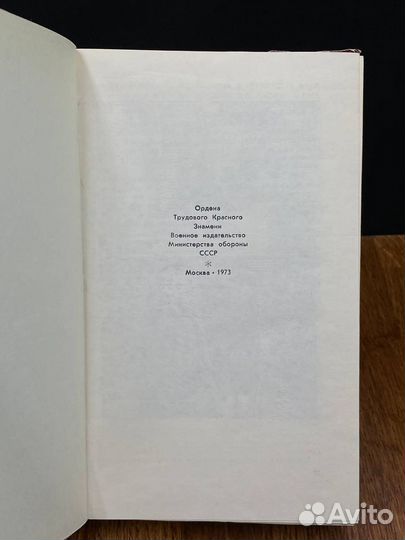 Ордена
Трудового Красного
Знамени
Военное издательство
Министерства обороны
СССР
Москва · 1973
Avito